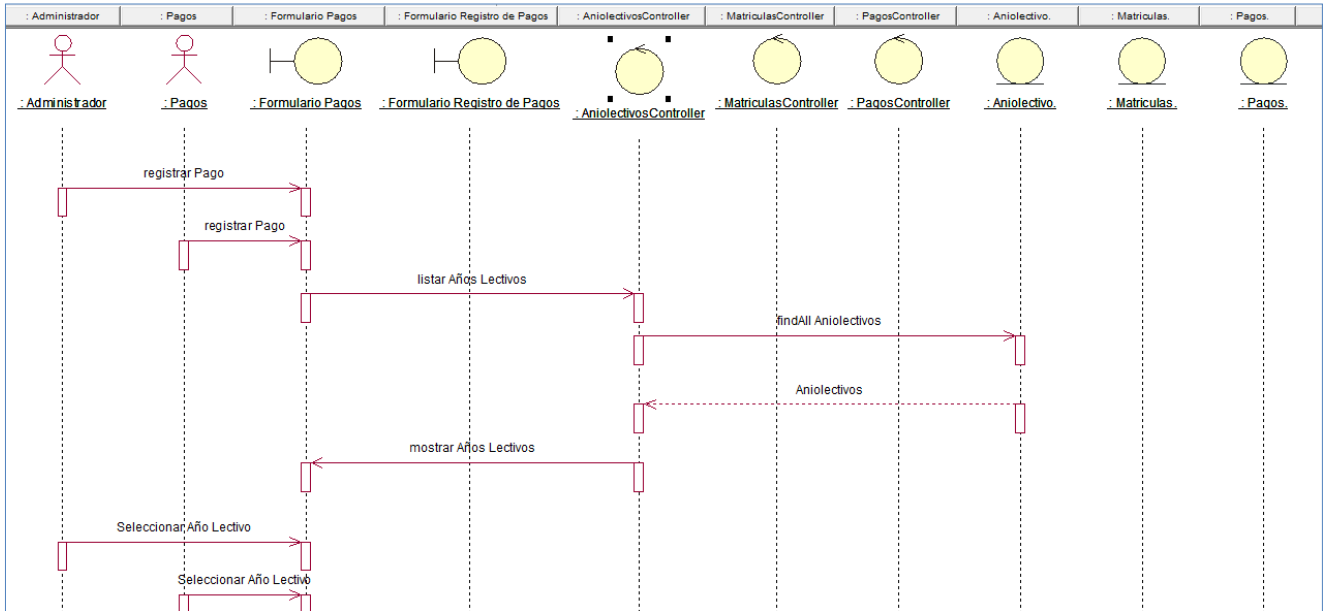 : Administrador
: Pagos
: Formulario Pagos
: Formulario Registro de Pagos
: AniolectivosController
: MatriculasController
: PagosController
: Aniolectivo.
: Matriculas.
: Pagos.
: Administrador
: Pagos
: Formulario Pagos
: Formulario Registro de Pagos
: AniolectivosController
: MatriculasController
: PagosController
: Aniolectivo.
: Matriculas.
: Pagos.
registrar Pago
registrar Pago
listar Años Lectivos
findAll Aniolectivos
Aniolectivos
mostrar Años Lectivos
Seleccionar Año Lectivo
Seleccionar Año Lectivo